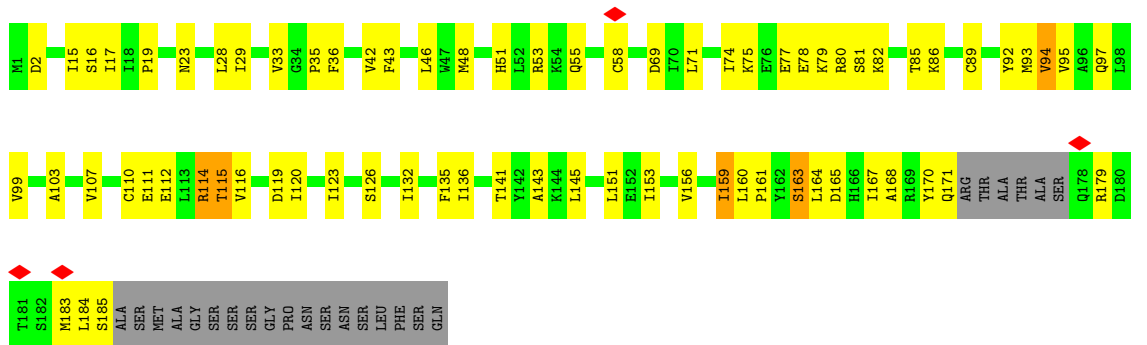 M1 D2 I15 S16 I17 I18 P19 N23 L28 I29 V33 G34 P35 F36 V42 F43 L46 W47 M48 H51 L52 R53 K54 Q55 C58 D69 I70 L71 I74 K75 E76 E77 E78 K79 R80 S81 K82 T85 K86 C89 Y92 M93 V94 V95 A96 Q97 L98
V99 A103 V107 C110 E111 E112 L113 R114 T115 V116 D119 I120 I123 S126 I132 F135 I136 T141 Y142 A143 K144 L145 L151 E152 I153 V156 I159 L160 P161 Y162 S163 L164 D165 H166 I167 A168 R169 Y170 Q171 ARG THR ALA THR ALA SER Q178 R179 D180
T181 S182 M183 L184 S185 ALA SER MET ALA GLY SER SER SER GLY PRO ASN SER ASN SER LEU PHE SER GLN